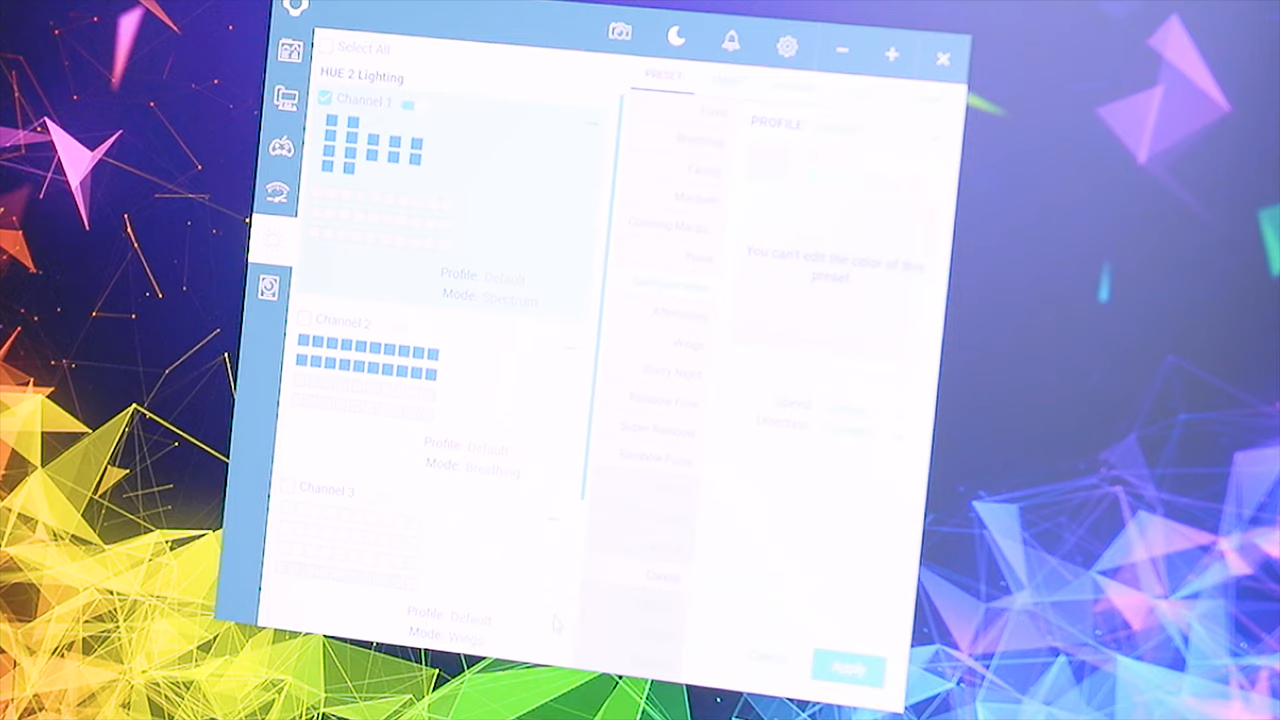 Select All
HUE 2 Lighting
Channel 1
Profile: Default
Mode: Spectrum
Channel 2
Profile: Default
Mode: Breathing
Channel 3
Profile: Default
Mode: Wings
PRESET
Fixed
Breathing
Fading
Marquee
Covering Marqu
Pulse
Alternating
Wings
Starry Night
Rainbow Flow
Super Rainbow
Rainbow Pulse
Candle
PROFILE
You can't edit the color of this
preset
Speed
Direction
Cancel
Apply